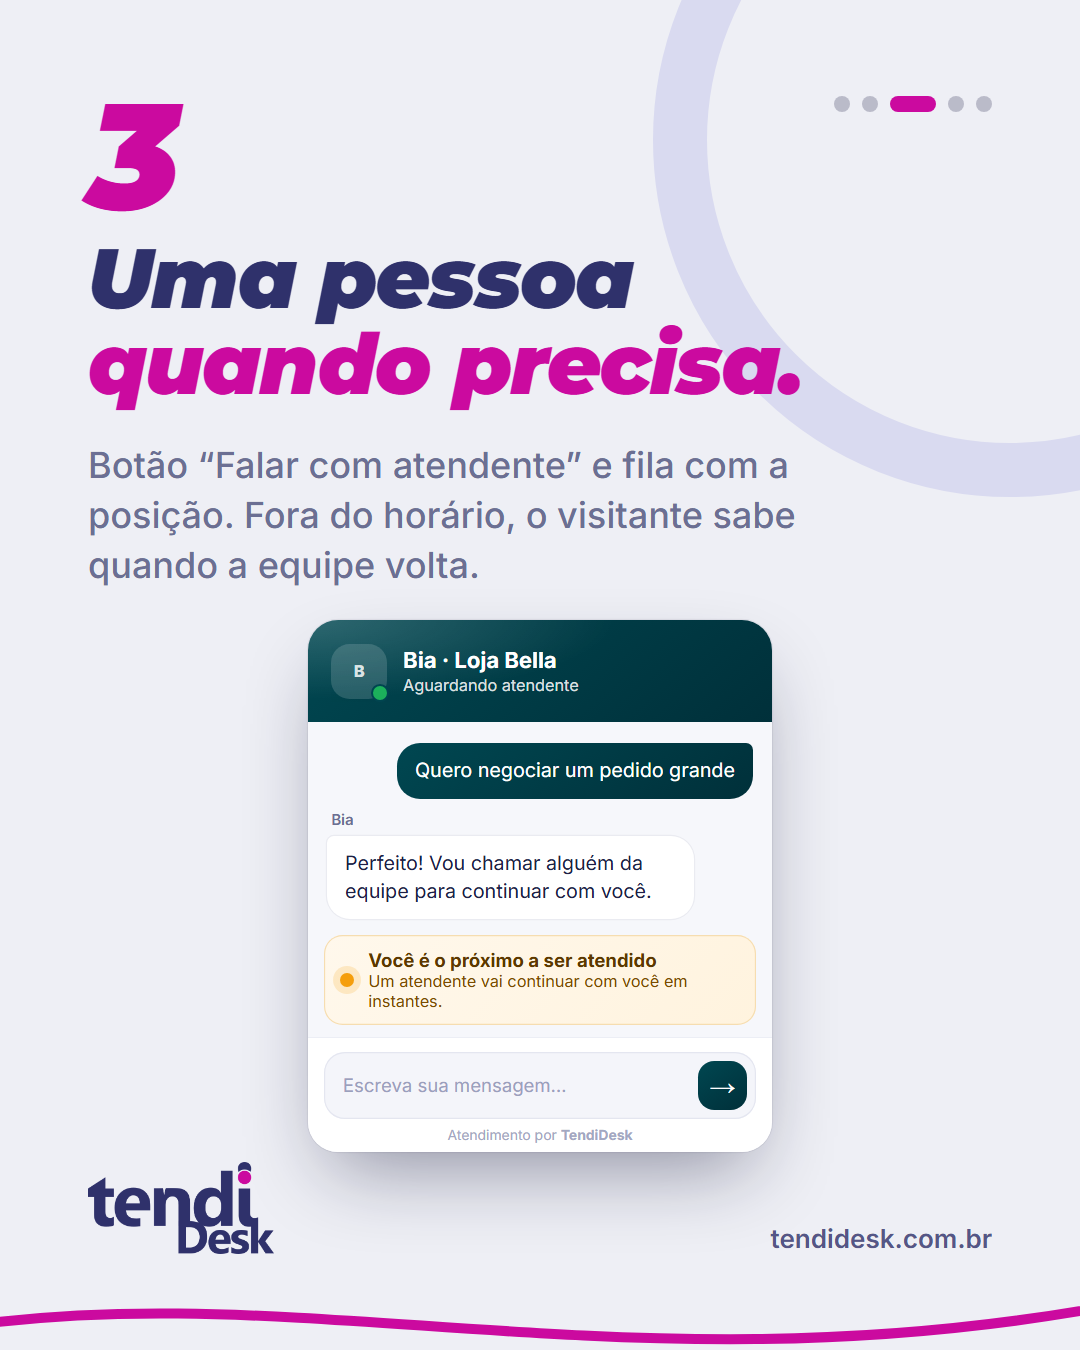 3
Uma pessoa
quando precisa.
Botão “Falar com atendente” e fila com a
posição. Fora do horário, o visitante sabe
quando a equipe volta.
B
Bia · Loja Bella
Aguardando atendente
Quero negociar um pedido grande
Bia
Perfeito! Vou chamar alguém da
equipe para continuar com você.
Você é o próximo a ser atendido
Um atendente vai continuar com você em
instantes.
Escreva sua mensagem...
→
Atendimento por TendiDesk
tendi
Desk
tendidesk.com.br